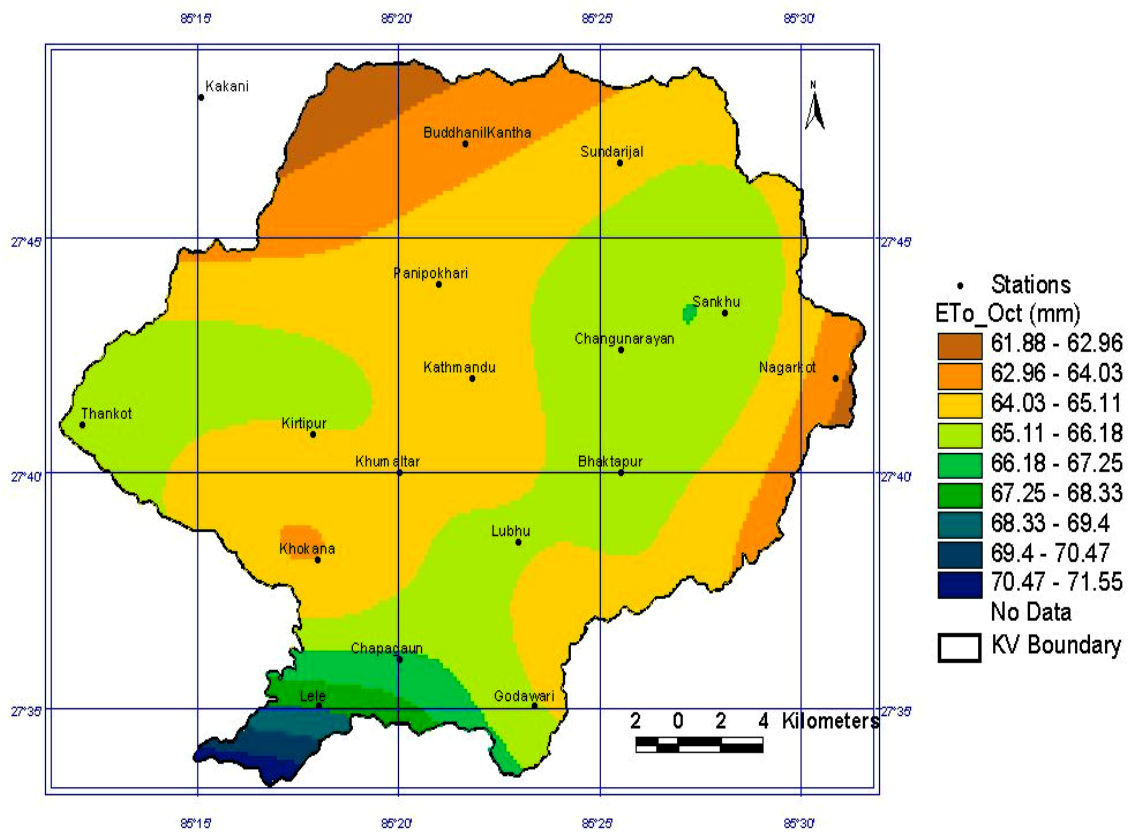 85°15' 85°20' 85°25' 85°30'
Kakani
N
BuddhanilKantha
Sundarijal
27°45' 27°45'
Panipokhari
Sankhu
Changunarayan
Kathmandu
Nagarkot
Thankot
Kirtipur
Khumaltar
Bhaktapur
27°40' 27°40'
Lubhu
Khokana
Chapagaun
Lele
Godawari
27°35' 27°35'
2 0 2 4 Kilometers
85°15' 85°20' 85°25' 85°30'
Stations
ETo_Oct (mm)
61.88 - 62.96
62.96 - 64.03
64.03 - 65.11
65.11 - 66.18
66.18 - 67.25
67.25 - 68.33
68.33 - 69.4
69.4 - 70.47
70.47 - 71.55
No Data
KV Boundary